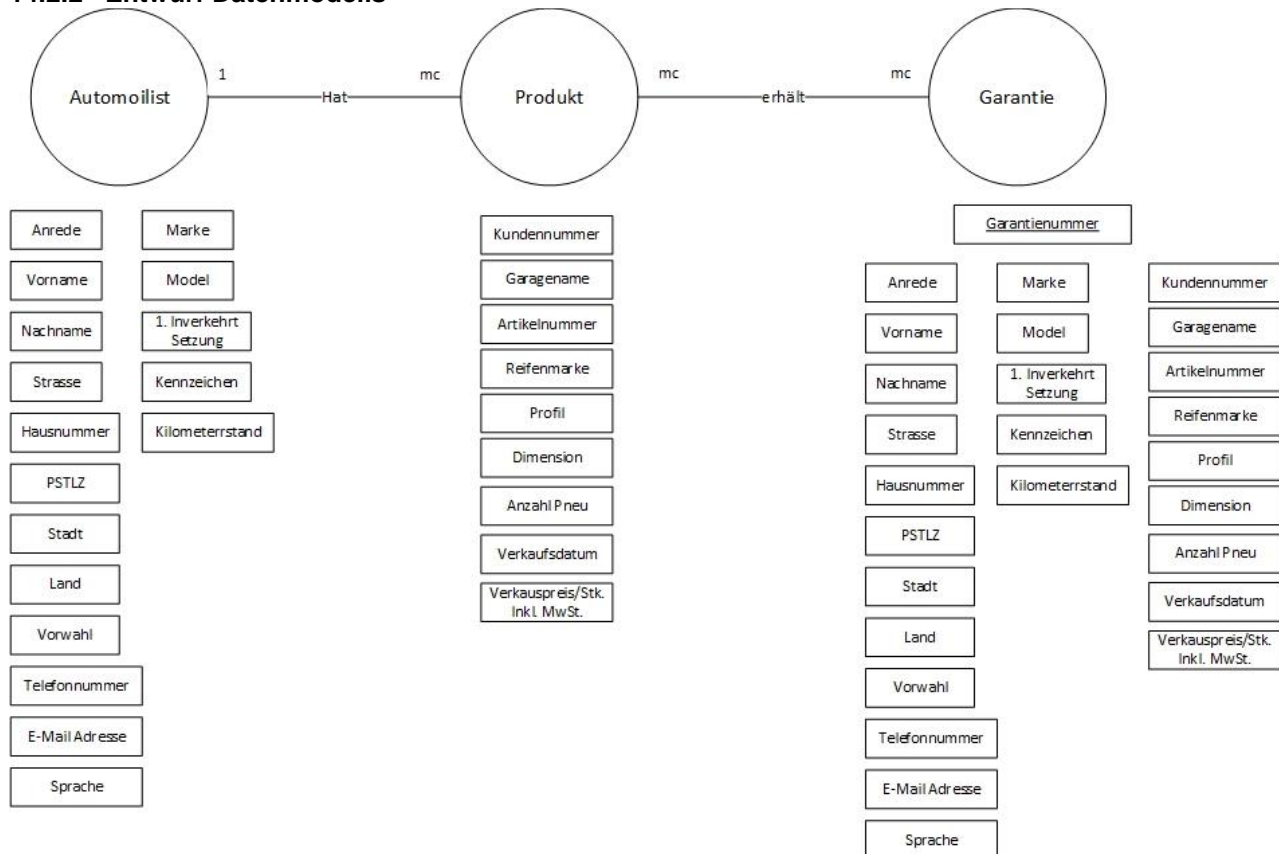 Automoilist
1
Hat
mc
Produkt
mc
erhält
mc
Garantie
Anrede
Vorname
Nachname
Strasse
Hausnummer
PSTLZ
Stadt
Land
Vorwahl
Telefonnummer
E-Mail Adresse
Sprache
Marke
Model
1. Inverkehrt
Setzung
Kennzeichen
Kilometerrstand
Kundennummer
Garagename
Artikelnummer
Reifenmarke
Profil
Dimension
Anzahl Pneu
Verkaufsdatum
Verkauspreis/Stk.
Inkl. MwSt.
Garantienummer
Anrede
Vorname
Nachname
Strasse
Hausnummer
PSTLZ
Stadt
Land
Vorwahl
Telefonnummer
E-Mail Adresse
Sprache
Marke
Model
1. Inverkehrt
Setzung
Kennzeichen
Kilometerrstand
Kundennummer
Garagename
Artikelnummer
Reifenmarke
Profil
Dimension
Anzahl Pneu
Verkaufsdatum
Verkauspreis/Stk.
Inkl. MwSt.